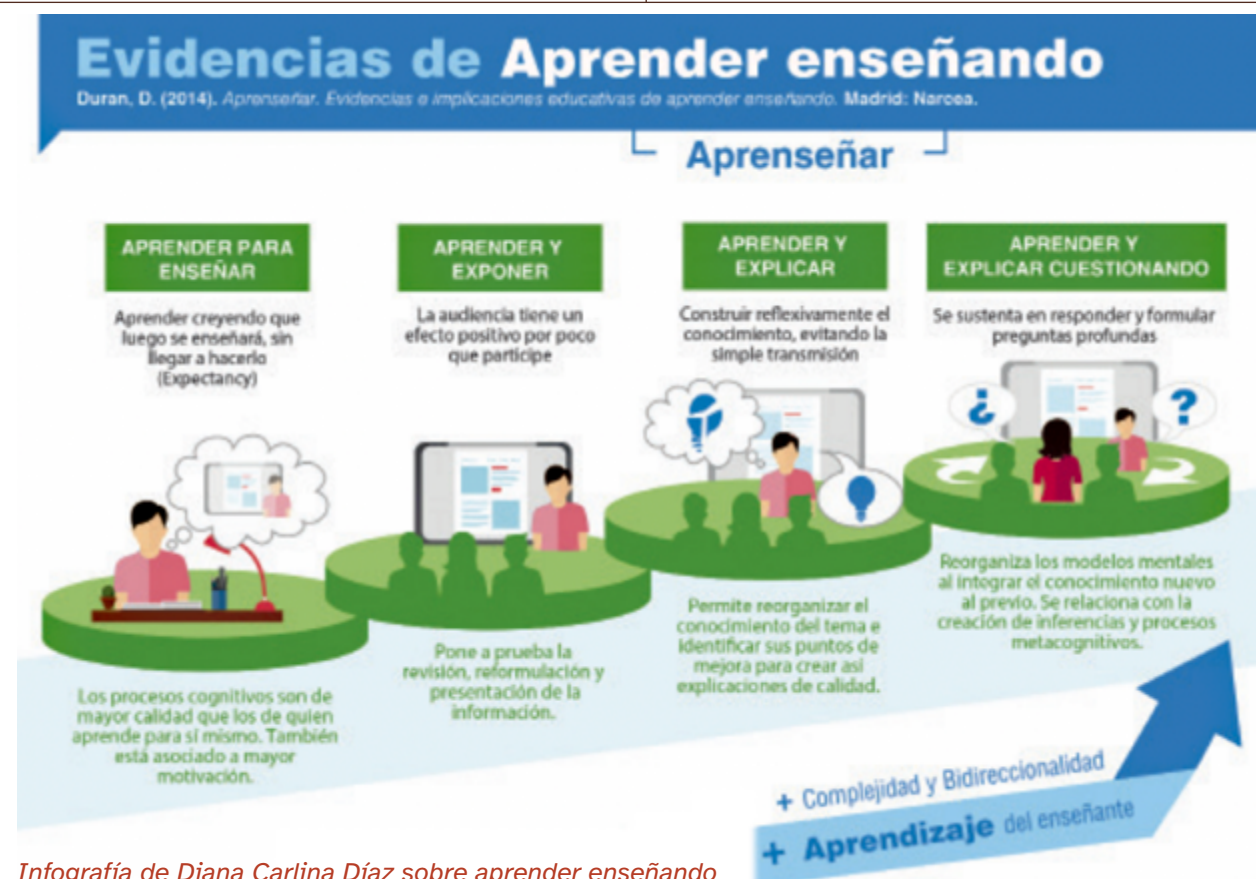 Evidencias de Aprender enseñando
Duran, D. (2014). Aprenseñar. Evidencias e implicaciones educativas de aprender enseñando. Madrid: Narcea.
Aprenseñar
APRENDER PARA
ENSEÑAR
Aprender creyendo que
luego se enseñará, sin
llegar a hacerlo
(Expectancy)
Los procesos cognitivos son de
mayor calidad que los de quien
aprende para sí mismo. También
está asociado a mayor
motivación.
APRENDER Y
EXPONER
La audiencia tiene un
efecto positivo por poco
que participe
Pone a prueba la
revisión, reformulación y
presentación de la
información.
APRENDER Y
EXPLICAR
Construir reflexivamente el
conocimiento, evitando la
simple transmisión
Permite reorganizar el
conocimiento del tema e
identificar sus puntos de
mejora para crear así
explicaciones de calidad.
APRENDER Y
EXPLICAR CUESTIONANDO
Se sustenta en responder y formular
preguntas profundas
¿ ?
Reorganiza los modelos mentales
al integrar el conocimiento nuevo
al previo. Se relaciona con la
creación de inferencias y procesos
metacognitivos.
+ Complejidad y Bidireccionalidad
+ Aprendizaje del enseñante
Infografía de Diana Carlina Díaz sobre aprender enseñando